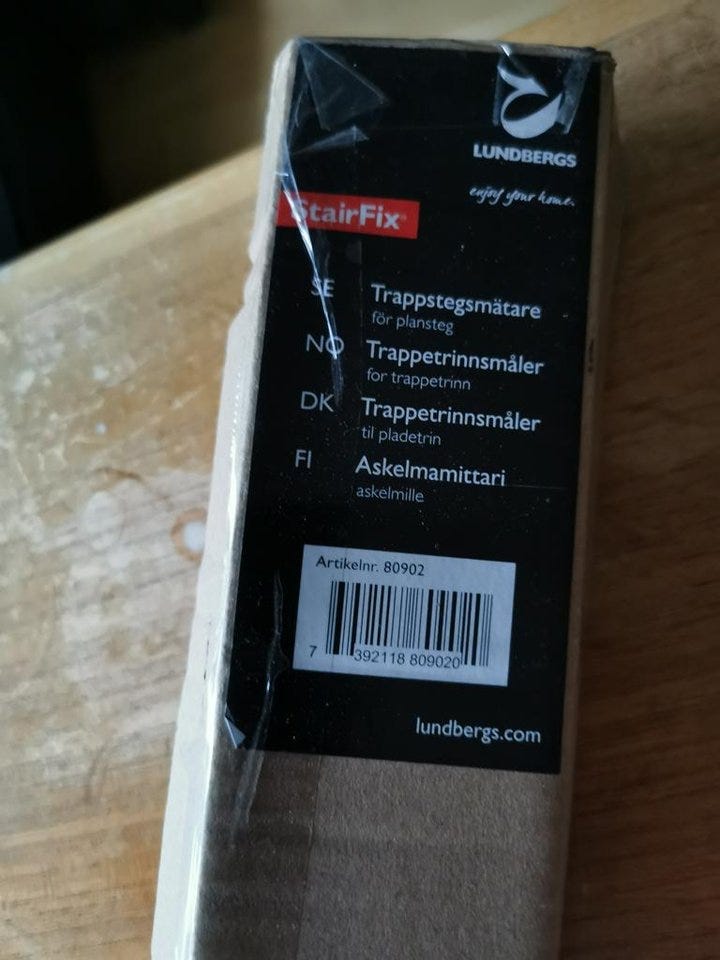 LUNDBERGS
enjoy your home.
StairFix®
SE Trappstegsmätare
för plansteg
NO Trappetrinnsmåler
for trappetrinn
DK Trappetrinnsmåler
til pladetrin
FI Askelmamittari
askelmille
Artikelnr. 80902
7 392118 809020
lundbergs.com